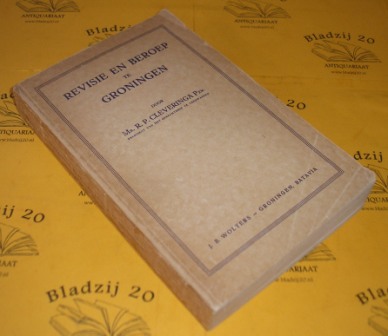 Bladzij 20
ANTIQUARIAAT
REVISIE EN BEROEP
TE
GRONINGEN
DOOR
Mr. R. P. CLEVERINGA Pzn
J. B. WOLTERS — GRONINGEN, BATAVIA
Bladzij 20
ANTIQUARIAAT
Bladzij 20
Bladzij 20